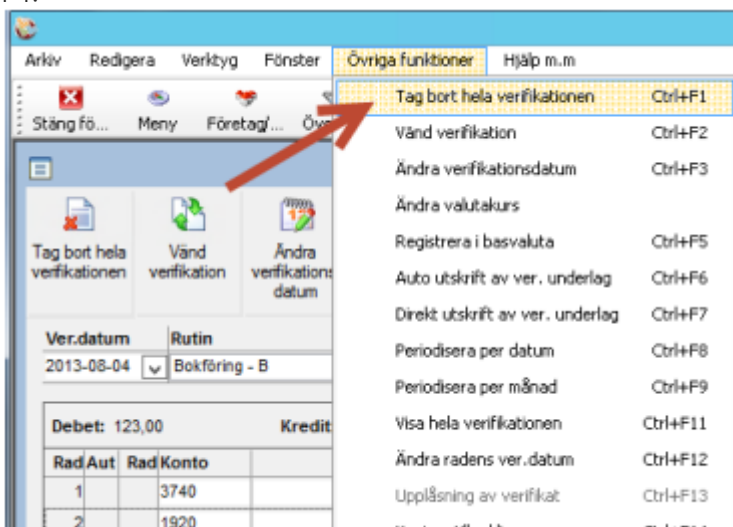 Arkiv Redigera Verktyg Fönster Övriga funktioner Hjälp m.m
Stäng fö... Meny Företag/...
Tag bort hela verifikationen Ctrl+F1
Vänd verifikation Ctrl+F2
Ändra verifikationsdatum Ctrl+F3
Ändra valutakurs
Registrera i basvaluta Ctrl+F5
Auto utskrift av ver. underlag Ctrl+F6
Direkt utskrift av ver. underlag Ctrl+F7
Periodisera per datum Ctrl+F8
Periodisera per månad Ctrl+F9
Visa hela verifikationen Ctrl+F11
Ändra radens ver.datum Ctrl+F12
Upplåsning av verifikat Ctrl+F13
Tag bort hela
verifikationen
Vänd
verifikation
Ändra
verifikations
datum
Ver.datum Rutin
2013-08-04 Bokföring - B
Debet: 123,00 Kredit
Rad Aut Rad Konto
1 3740
2 1920